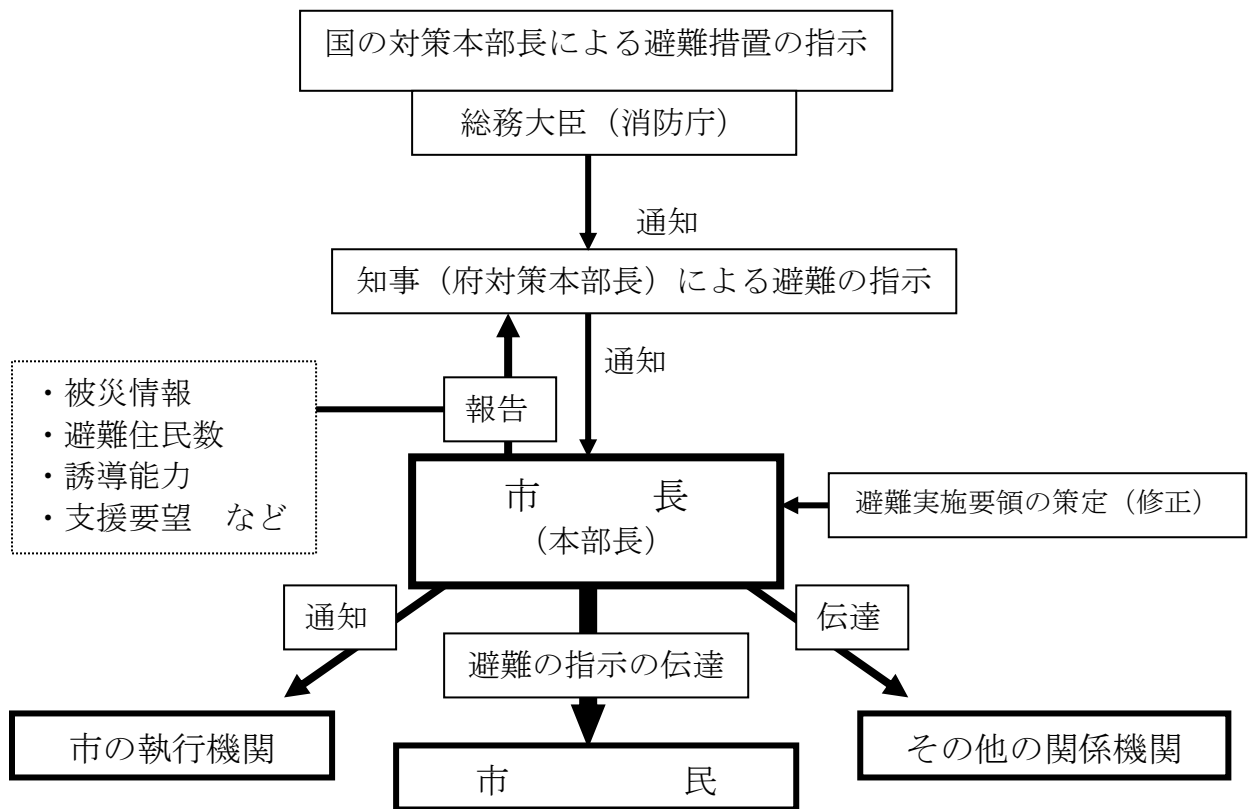 国の対策本部長による避難措置の指示
総務大臣（消防庁）
通知
知事（府対策本部長）による避難の指示
通知
・被災情報
・避難住民数
・誘導能力
・支援要望　など
報告
市　　　長
（本部長）
避難実施要領の策定（修正）
通知
伝達
避難の指示の伝達
市の執行機関
その他の関係機関
市　　　　民